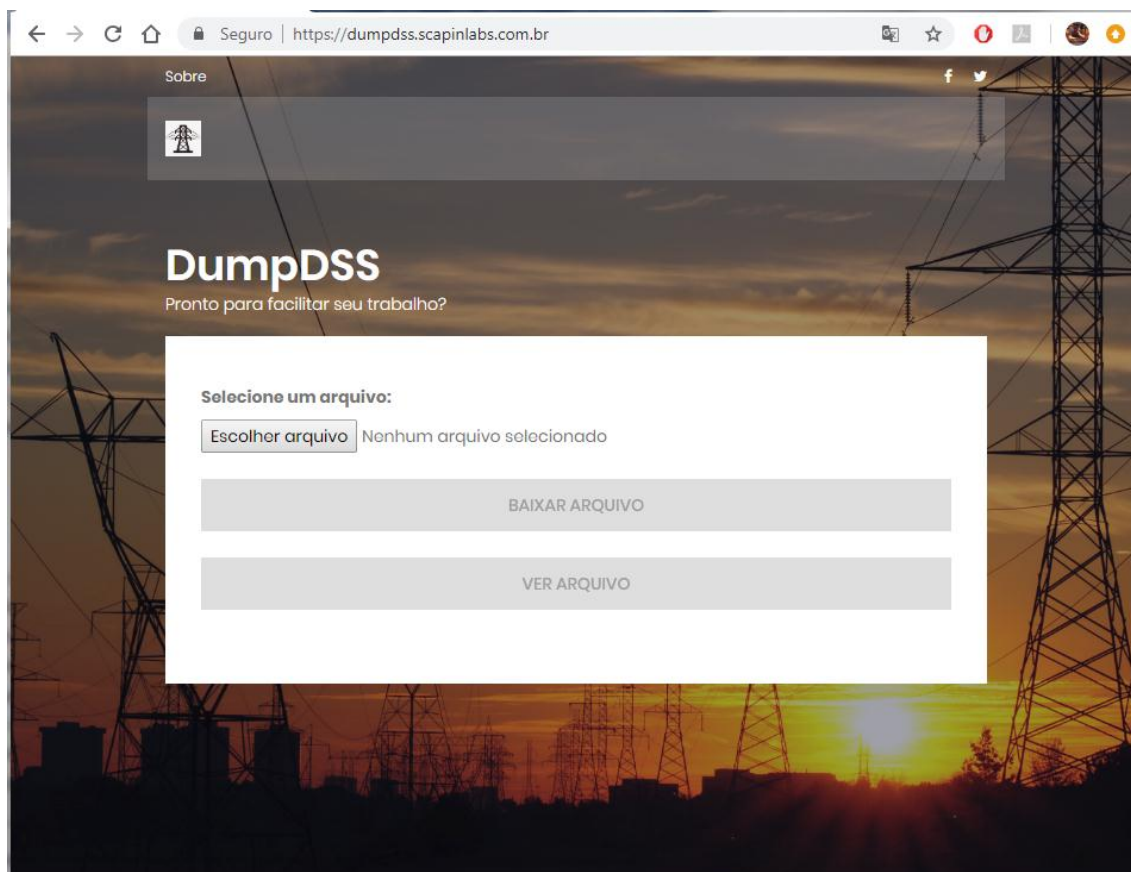 Seguro | https://dumpdss.scapinlabs.com.br
Sobre
DumpDSS
Pronto para facilitar seu trabalho?
Selecione um arquivo:
Escolher arquivo Nenhum arquivo selecionado
BAIXAR ARQUIVO
VER ARQUIVO